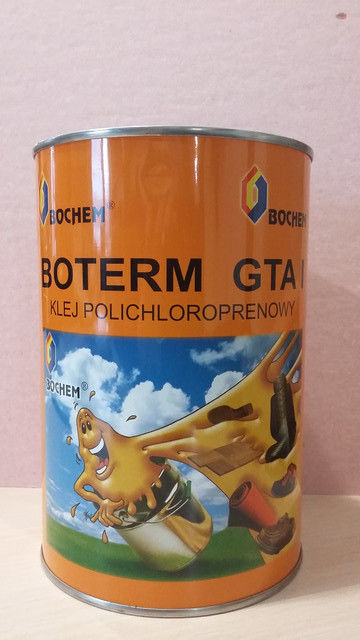 BOCHEM®
BOCHEM
BOTERM GTA
KLEJ POLICHLOROPRENOWY
BOCHEM®